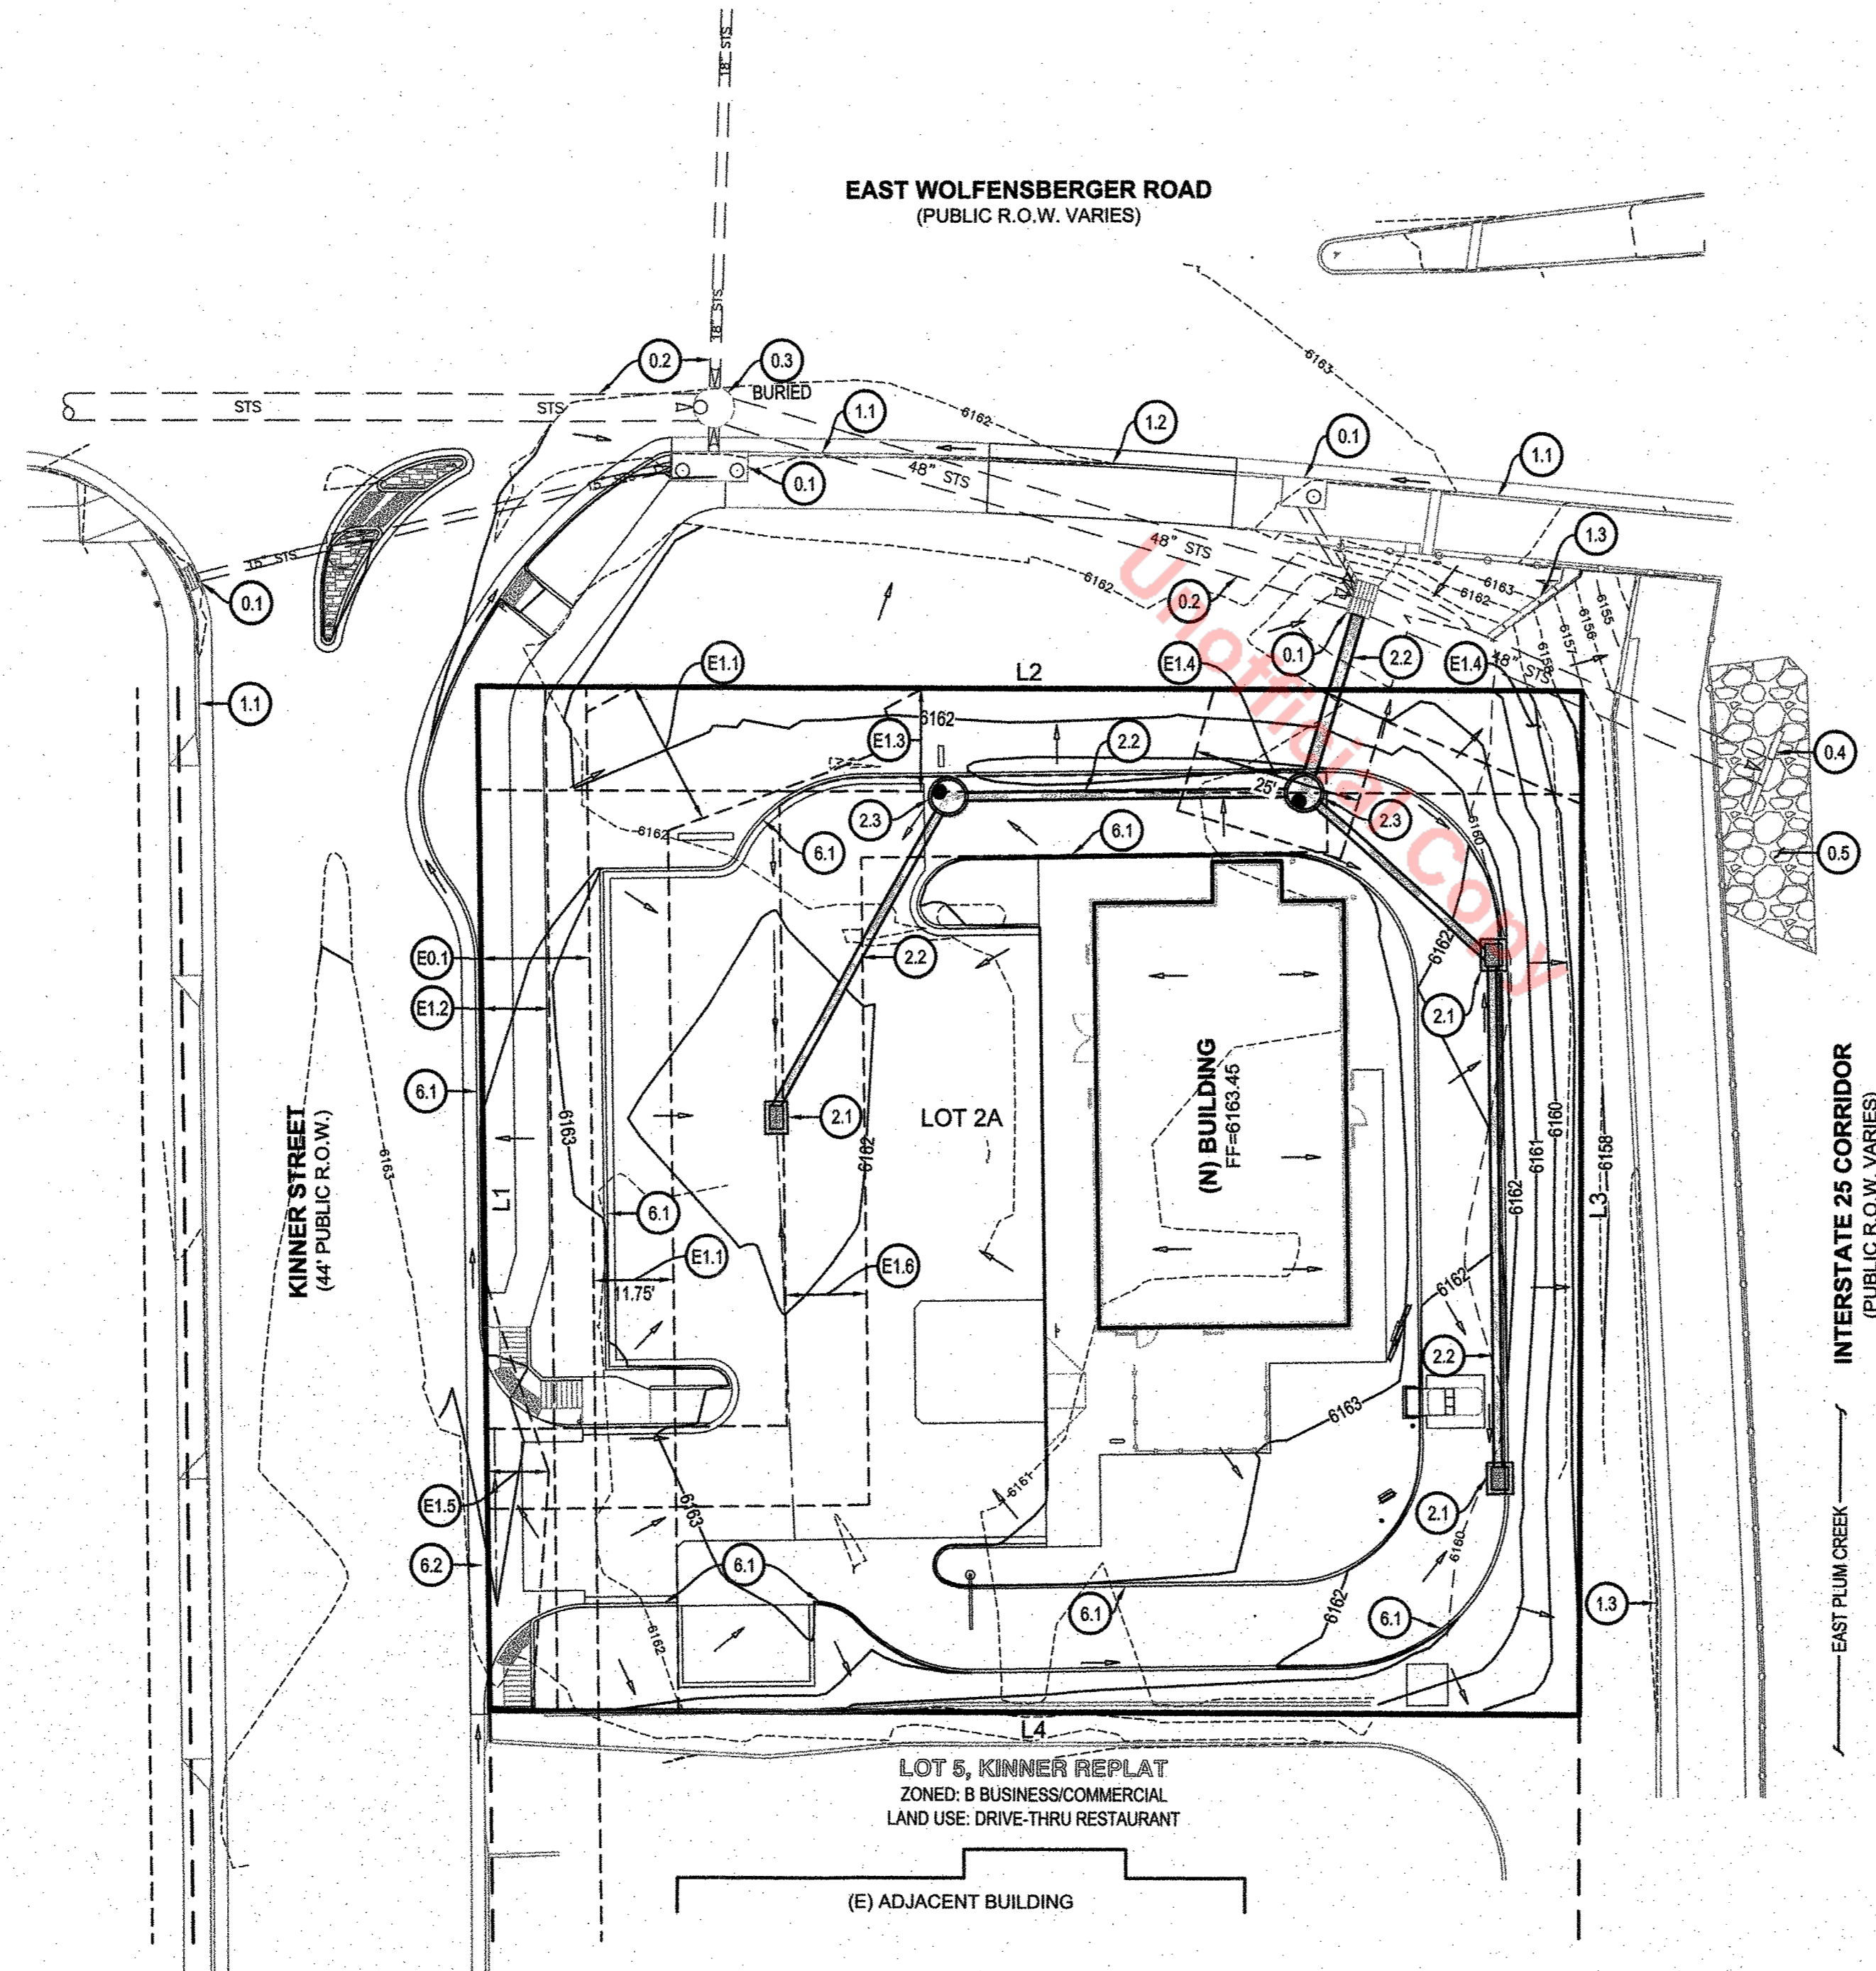 18" STS
EAST WOLFENSBERGER ROAD
(PUBLIC R.O.W. VARIES)
18" STS
6163
0.2
0.3
BURIED
STS
STS
1.1
6162
1.2
0.1
1.1
48" STS
0.1
15" STS
15" STS
0.1
48" STS
1.3
6163
6162
6162
0.2
6155
6156
6157
6158
0.1
2.2
E1.4
E1.4
48" STS
E1.1
L2
1.1
6162
E1.3
2.2
0.4
25'
2.3
2.3
6162
6.1
6.1
6160
0.5
Unofficial Copy
E0.1
2.2
6162
E1.2
2.1
6.1
6163
2.1
6162
LOT 2A
(N) BUILDING
FF=6163.45
KINNER STREET
(44' PUBLIC R.O.W.)
6163
L1
6.1
E1.1
11.75'
E1.6
6162
6162
6161
6160
6158
L3
INTERSTATE 25 CORRIDOR
(PUBLIC R.O.W. VARIES)
EAST PLUM CREEK
2.2
6163
6161
E1.5
6163
2.1
6.2
6.1
6160
6.1
6162
6.1
1.3
6162
L4
LOT 5, KINNER REPLAT
ZONED: B BUSINESS/COMMERCIAL
LAND USE: DRIVE-THRU RESTAURANT
(E) ADJACENT BUILDING